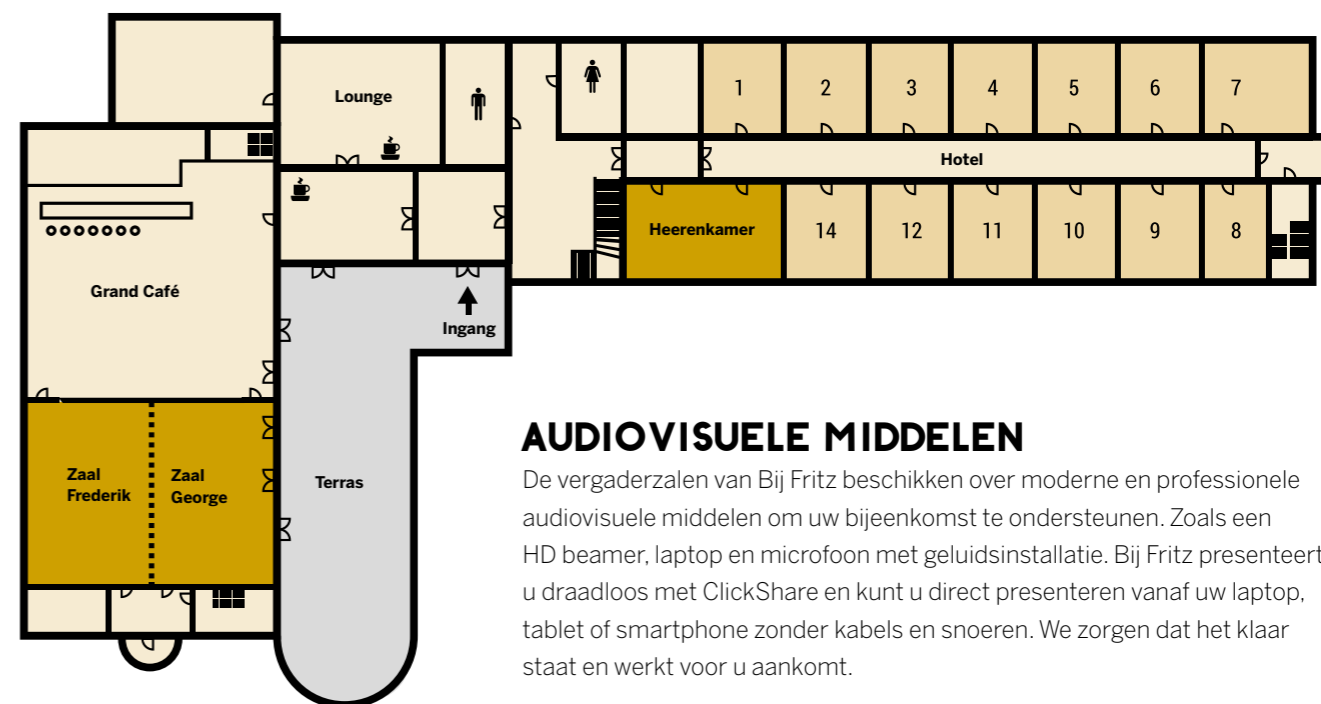 Lounge
1 2 3 4 5 6 7
Hotel
Heerenkamer 14 12 11 10 9 8
Grand Café
Ingang
Zaal
Frederik
Zaal
George
Terras
AUDIOVISUELE MIDDELEN
De vergaderzalen van Bij Fritz beschikken over moderne en professionele
audiovisuele middelen om uw bijeenkomst te ondersteunen. Zoals een
HD beamer, laptop en microfoon met geluidsinstallatie. Bij Fritz presenteert
u draadloos met ClickShare en kunt u direct presenteren vanaf uw laptop,
tablet of smartphone zonder kabels en snoeren. We zorgen dat het klaar
staat en werkt voor u aankomt.